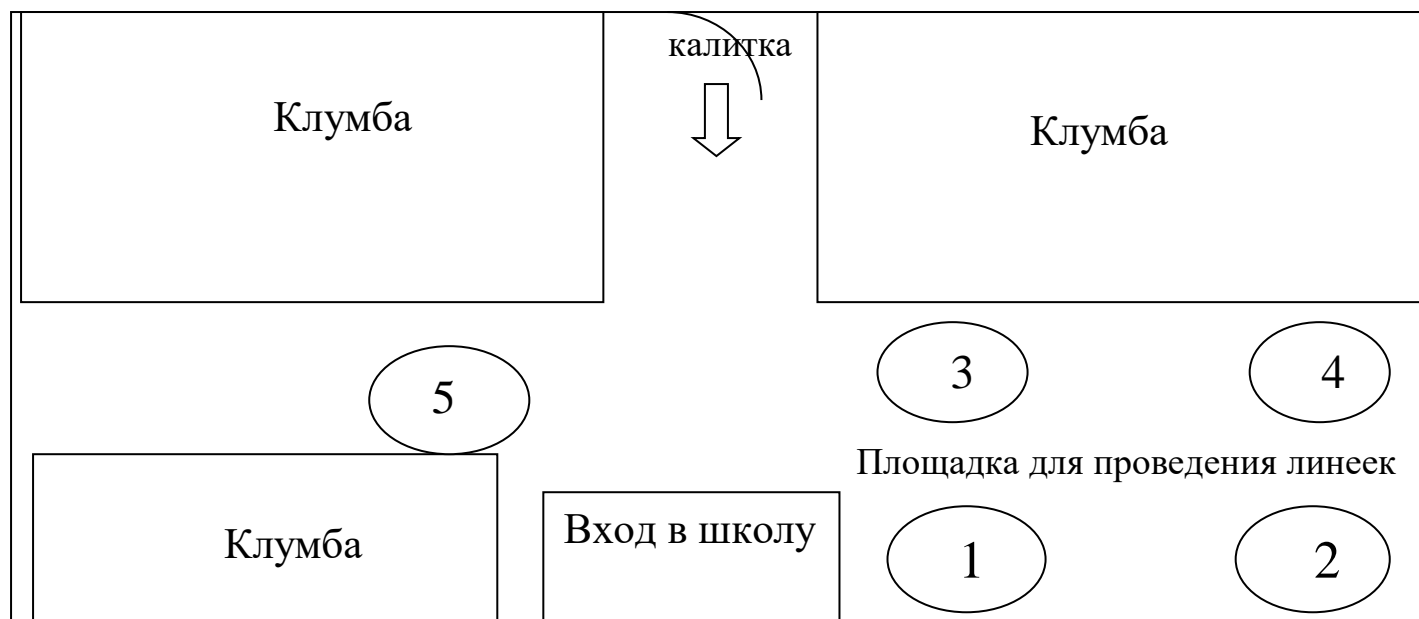 калитка
Клумба
Клумба
3
4
5
Площадка для проведения линеек
Вход в школу
Клумба
1
2